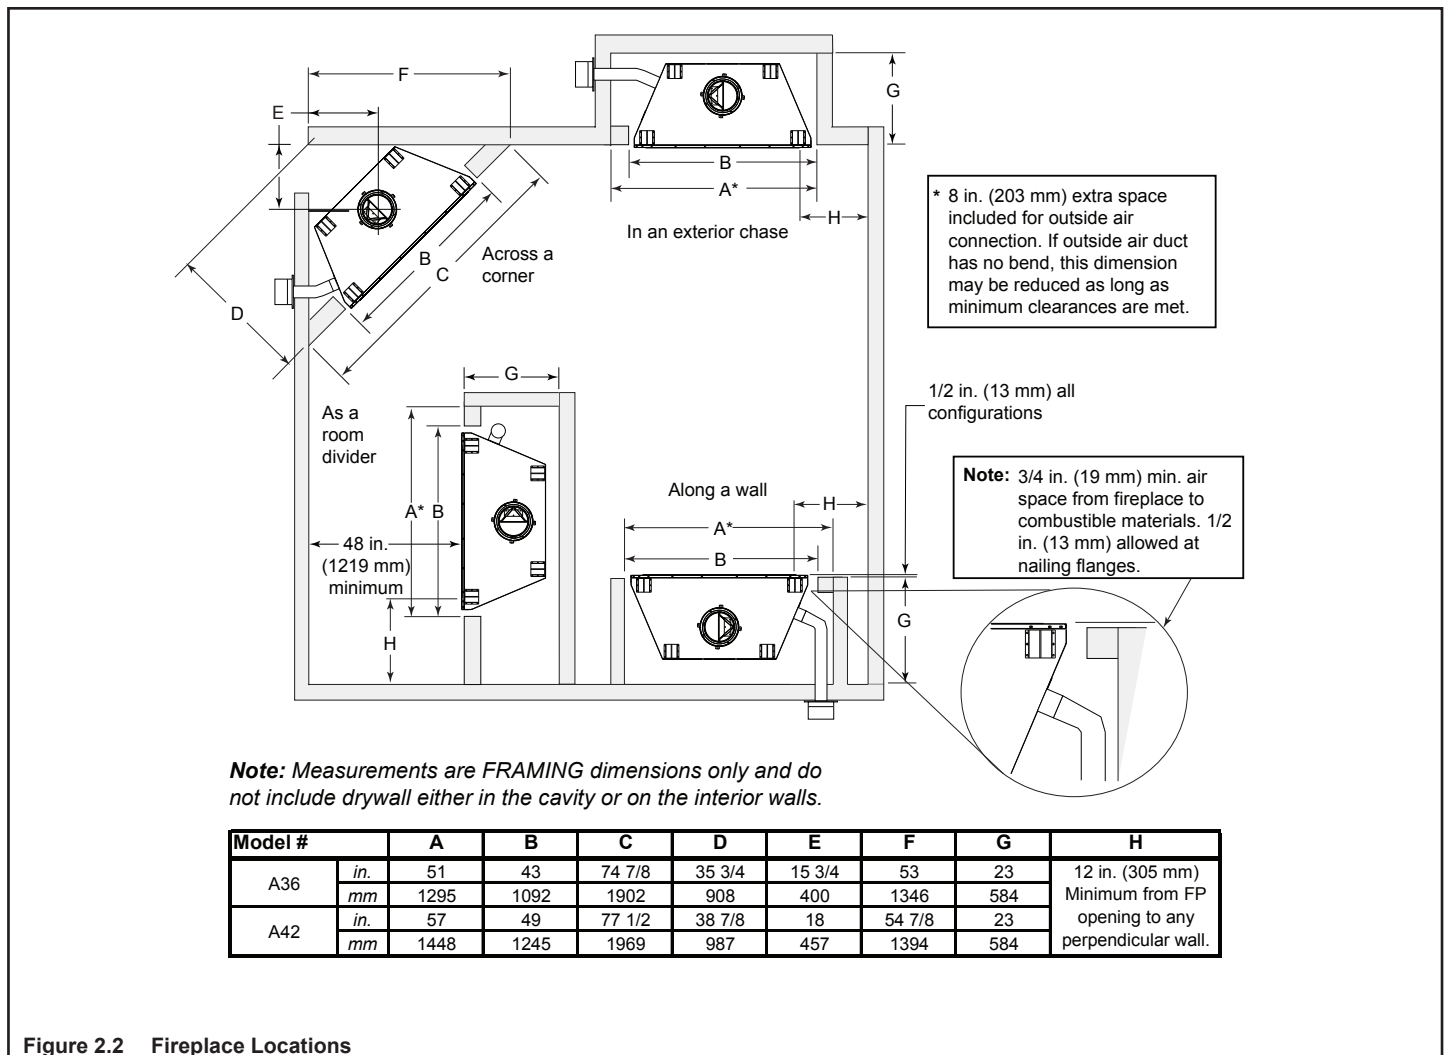 F
E
G
B
A*
H
In an exterior chase
* 8 in. (203 mm) extra space
included for outside air
connection. If outside air duct
has no bend, this dimension
may be reduced as long as
minimum clearances are met.
B
C
Across a
corner
D
G
As a
room
divider
A*
B
48 in.
(1219 mm)
minimum
H
1/2 in. (13 mm) all
configurations
Along a wall
H
A*
B
G
Note: 3/4 in. (19 mm) min. air
space from fireplace to
combustible materials. 1/2
in. (13 mm) allowed at
nailing flanges.
Note: Measurements are FRAMING dimensions only and do
not include drywall either in the cavity or on the interior walls.
Model # A B C D E F G H
A36
in. 51 43 74 7/8 35 3/4 15 3/4 53 23
mm 1295 1092 1902 908 400 1346 584
A42
in. 57 49 77 1/2 38 7/8 18 54 7/8 23
mm 1448 1245 1969 987 457 1394 584
12 in. (305 mm)
Minimum from FP
opening to any
perpendicular wall.
Figure 2.2 Fireplace Locations